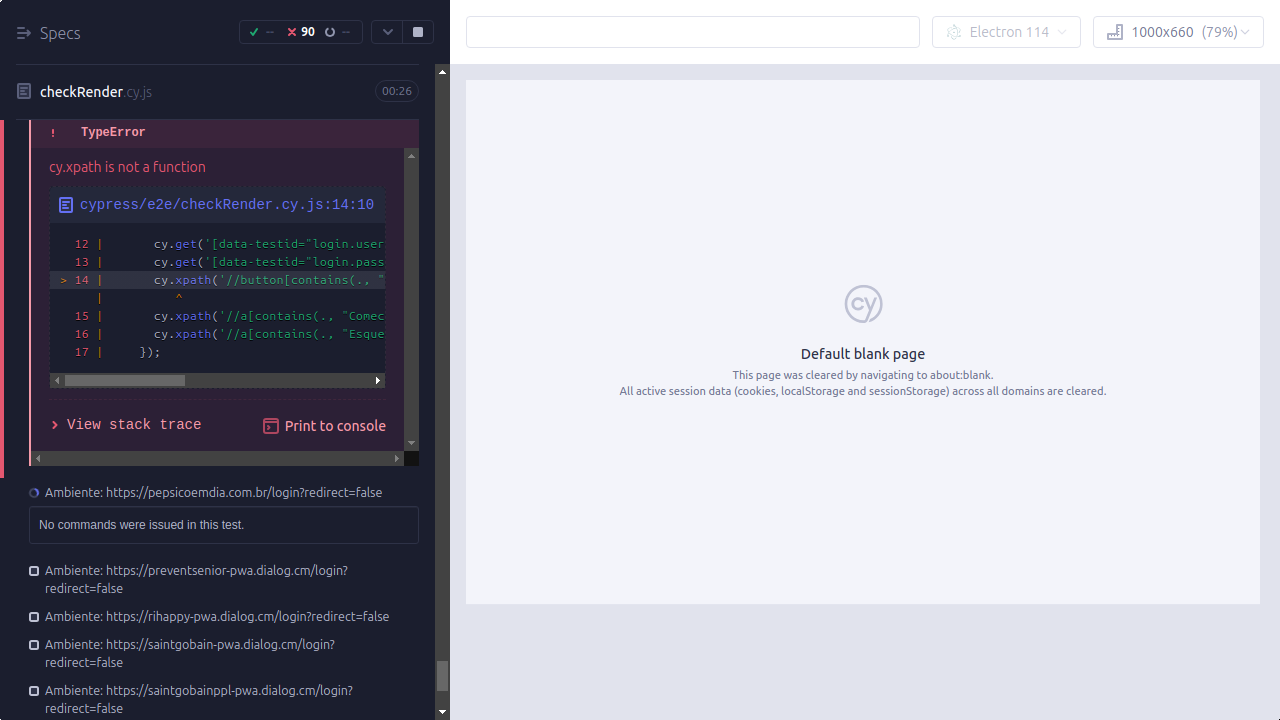 Specs
-- 90 --
Electron 114
1000x660 (79%)
checkRender.cy.js
00:26
! TypeError
cy.xpath is not a function
cypress/e2e/checkRender.cy.js:14:10
12 | cy.get('[data-testid="login.user
13 | cy.get('[data-testid="login.pass
> 14 | cy.xpath('//button[contains(., "
| ^
15 | cy.xpath('//a[contains(., "Comec
16 | cy.xpath('//a[contains(., "Esque
17 | });
View stack trace
Print to console
Ambiente: https://pepsicoemdia.com.br/login?redirect=false
No commands were issued in this test.
Ambiente: https://preventsenior-pwa.dialog.cm/login?
redirect=false
Ambiente: https://rihappy-pwa.dialog.cm/login?redirect=false
Ambiente: https://saintgobain-pwa.dialog.cm/login?
redirect=false
Ambiente: https://saintgobainppl-pwa.dialog.cm/login?
redirect=false
cy
Default blank page
This page was cleared by navigating to about:blank.
All active session data (cookies, localStorage and sessionStorage) across all domains are cleared.